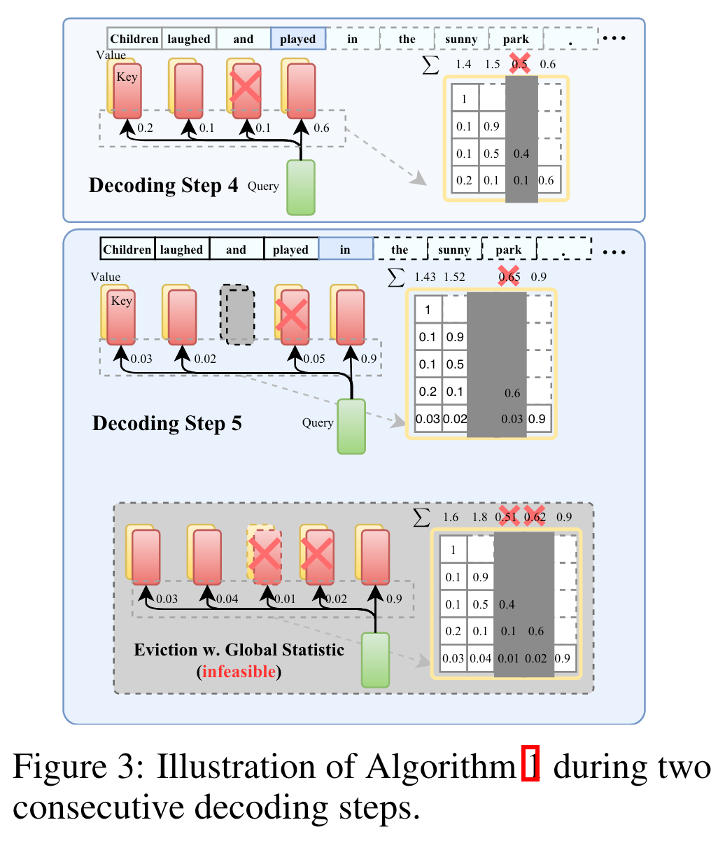 Children laughed and played in the sunny park . •••
Value
Key
∑ 1.4 1.5 0.5 0.6
0.2 0.1 0.1 0.6
1
0.1 0.9
0.1 0.5 0.4
0.2 0.1 0.1 0.6
Decoding Step 4
Query
Children laughed and played in the sunny park . •••
Value
Key
∑ 1.43 1.52 0.65 0.9
0.03 0.02 0.05 0.9
1
0.1 0.9
0.1 0.5
0.2 0.1 0.6
0.03 0.02 0.03 0.9
Decoding Step 5
Query
∑ 1.6 1.8 0.51 0.62 0.9
0.03 0.04 0.01 0.02 0.9
1
0.1 0.9
0.1 0.5 0.4
0.2 0.1 0.1 0.6
0.03 0.04 0.01 0.02 0.9
Eviction w. Global Statistic
(infeasible)
Figure 3: Illustration of Algorithm 1 during two
consecutive decoding steps.